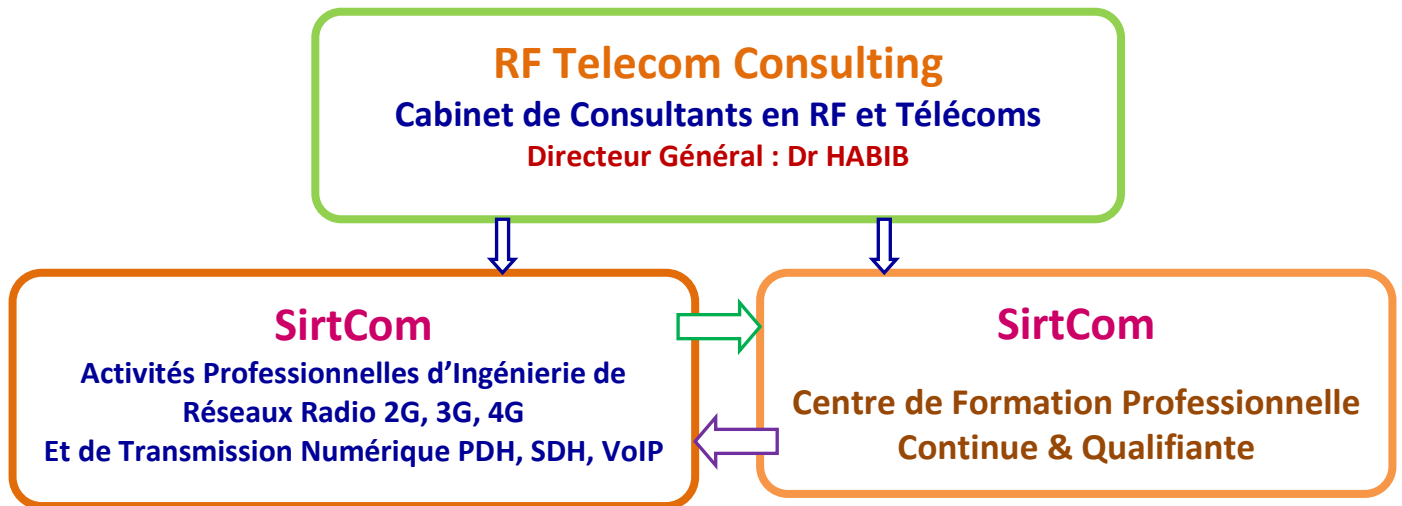 RF Telecom Consulting
Cabinet de Consultants en RF et Télécoms
Directeur Général : Dr HABIB
SirtCom
Activités Professionnelles d’Ingénierie de
Réseaux Radio 2G, 3G, 4G
Et de Transmission Numérique PDH, SDH, VoIP
SirtCom
Centre de Formation Professionnelle
Continue & Qualifiante